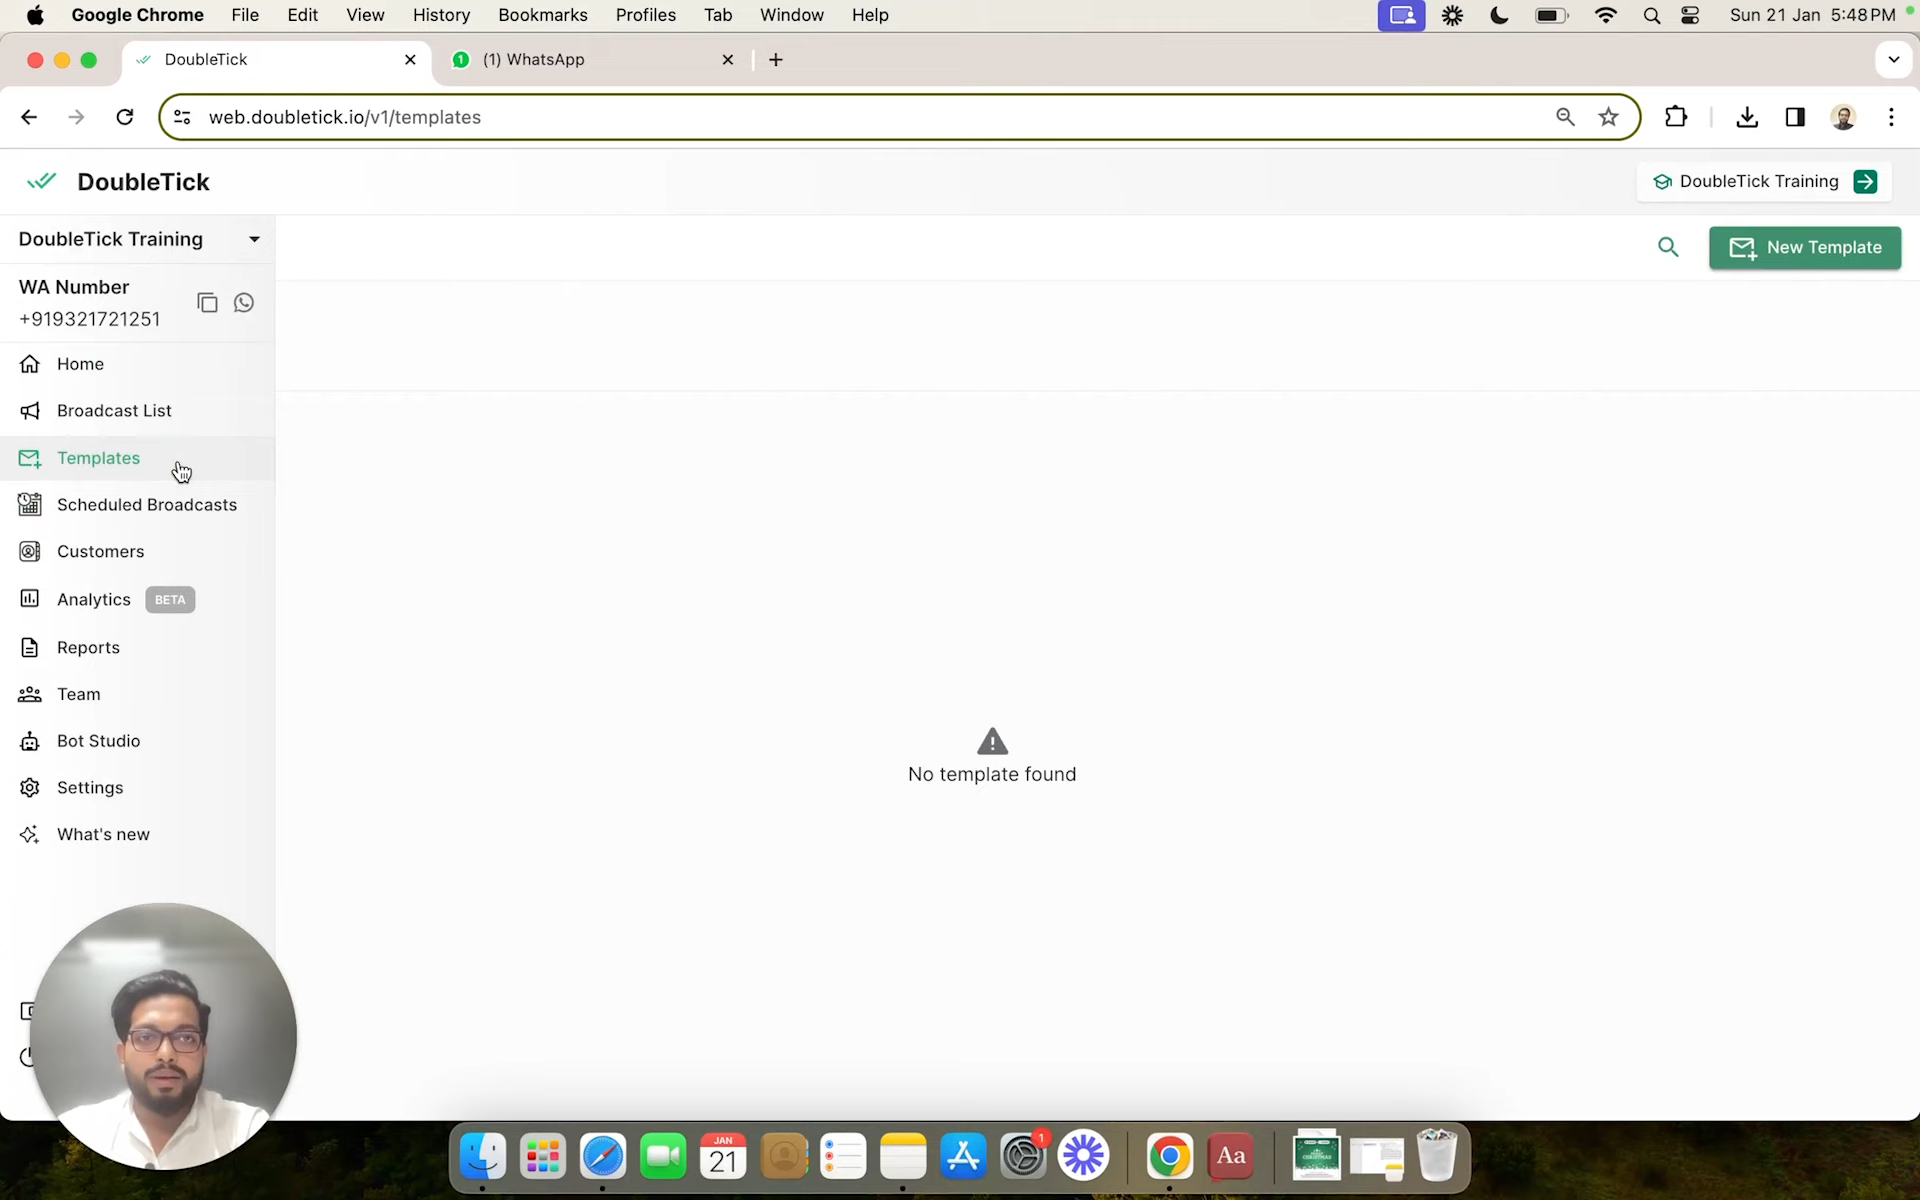 Google Chrome File Edit View History Bookmarks Profiles Tab Window Help Sun 21 Jan 5:48 PM
DoubleTick (1) WhatsApp
web.doubletick.io/v1/templates
DoubleTick
DoubleTick Training
DoubleTick Training
New Template
WA Number
+919321721251
Home
Broadcast List
Templates
Scheduled Broadcasts
Customers
Analytics BETA
Reports
Team
Bot Studio
Settings
What's new
No template found
JAN
21
1
Aa
CHRISTMAS